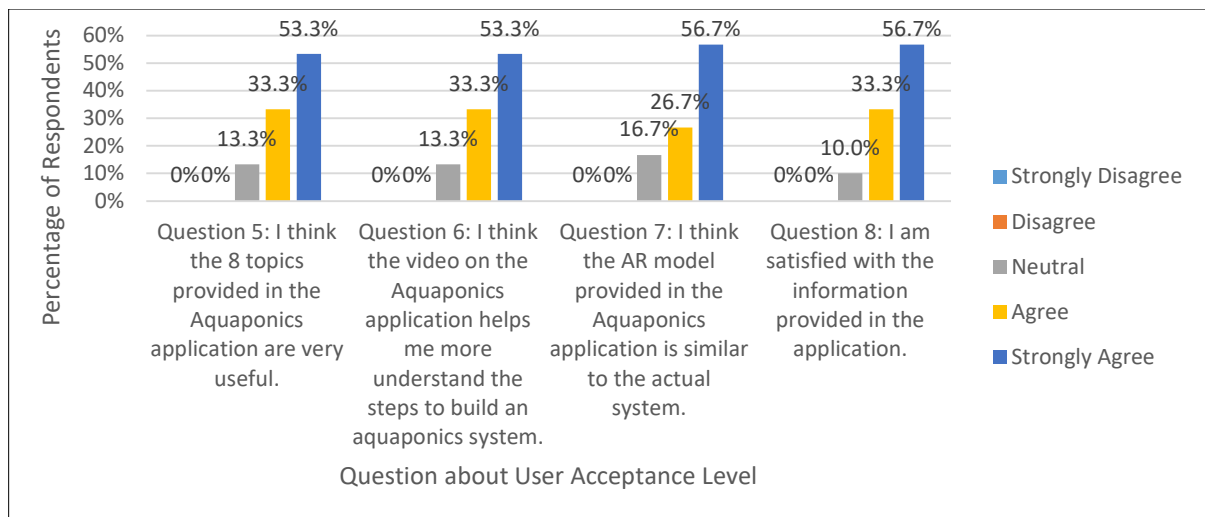 Percentage of Respondents
60%
50%
40%
30%
20%
10%
0%
0%0%
13.3%
33.3%
53.3%
0%0%
13.3%
33.3%
53.3%
0%0%
16.7%
26.7%
56.7%
0%0%
10.0%
33.3%
56.7%
Question 5: I think
the 8 topics
provided in the
Aquaponics
application are very
useful.
Question 6: I think
the video on the
Aquaponics
application helps
me more
understand the
steps to build an
aquaponics system.
Question 7: I think
the AR model
provided in the
Aquaponics
application is similar
to the actual
system.
Question 8: I am
satisfied with the
information
provided in the
application.
Question about User Acceptance Level
Strongly Disagree
Disagree
Neutral
Agree
Strongly Agree